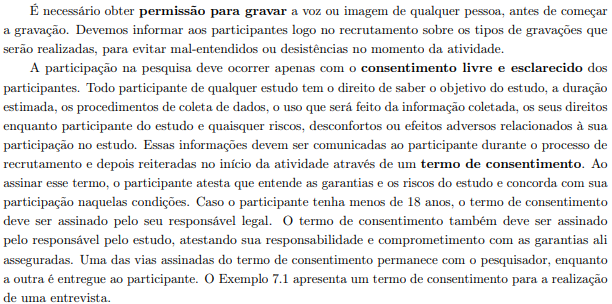 É necessário obter permissão para gravar a voz ou imagem de qualquer pessoa, antes de começar
a gravação. Devemos informar aos participantes logo no recrutamento sobre os tipos de gravações que
serão realizadas, para evitar mal-entendidos ou desistências no momento da atividade.
A participação na pesquisa deve ocorrer apenas com o consentimento livre e esclarecido dos
participantes. Todo participante de qualquer estudo tem o direito de saber o objetivo do estudo, a duração
estimada, os procedimentos de coleta de dados, o uso que será feito da informação coletada, os seus direitos
enquanto participante do estudo e quaisquer riscos, desconfortos ou efeitos adversos relacionados à sua
participação no estudo. Essas informações devem ser comunicadas ao participante durante o processo de
recrutamento e depois reiteradas no início da atividade através de um termo de consentimento. Ao
assinar esse termo, o participante atesta que entende as garantias e os riscos do estudo e concorda com sua
participação naquelas condições. Caso o participante tenha menos de 18 anos, o termo de consentimento
deve ser assinado pelo seu responsável legal. O termo de consentimento também deve ser assinado
pelo responsável pelo estudo, atestando sua responsabilidade e comprometimento com as garantias ali
asseguradas. Uma das vias assinadas do termo de consentimento permanece com o pesquisador, enquanto
a outra é entregue ao participante. O Exemplo 7.1 apresenta um termo de consentimento para a realização
de uma entrevista.